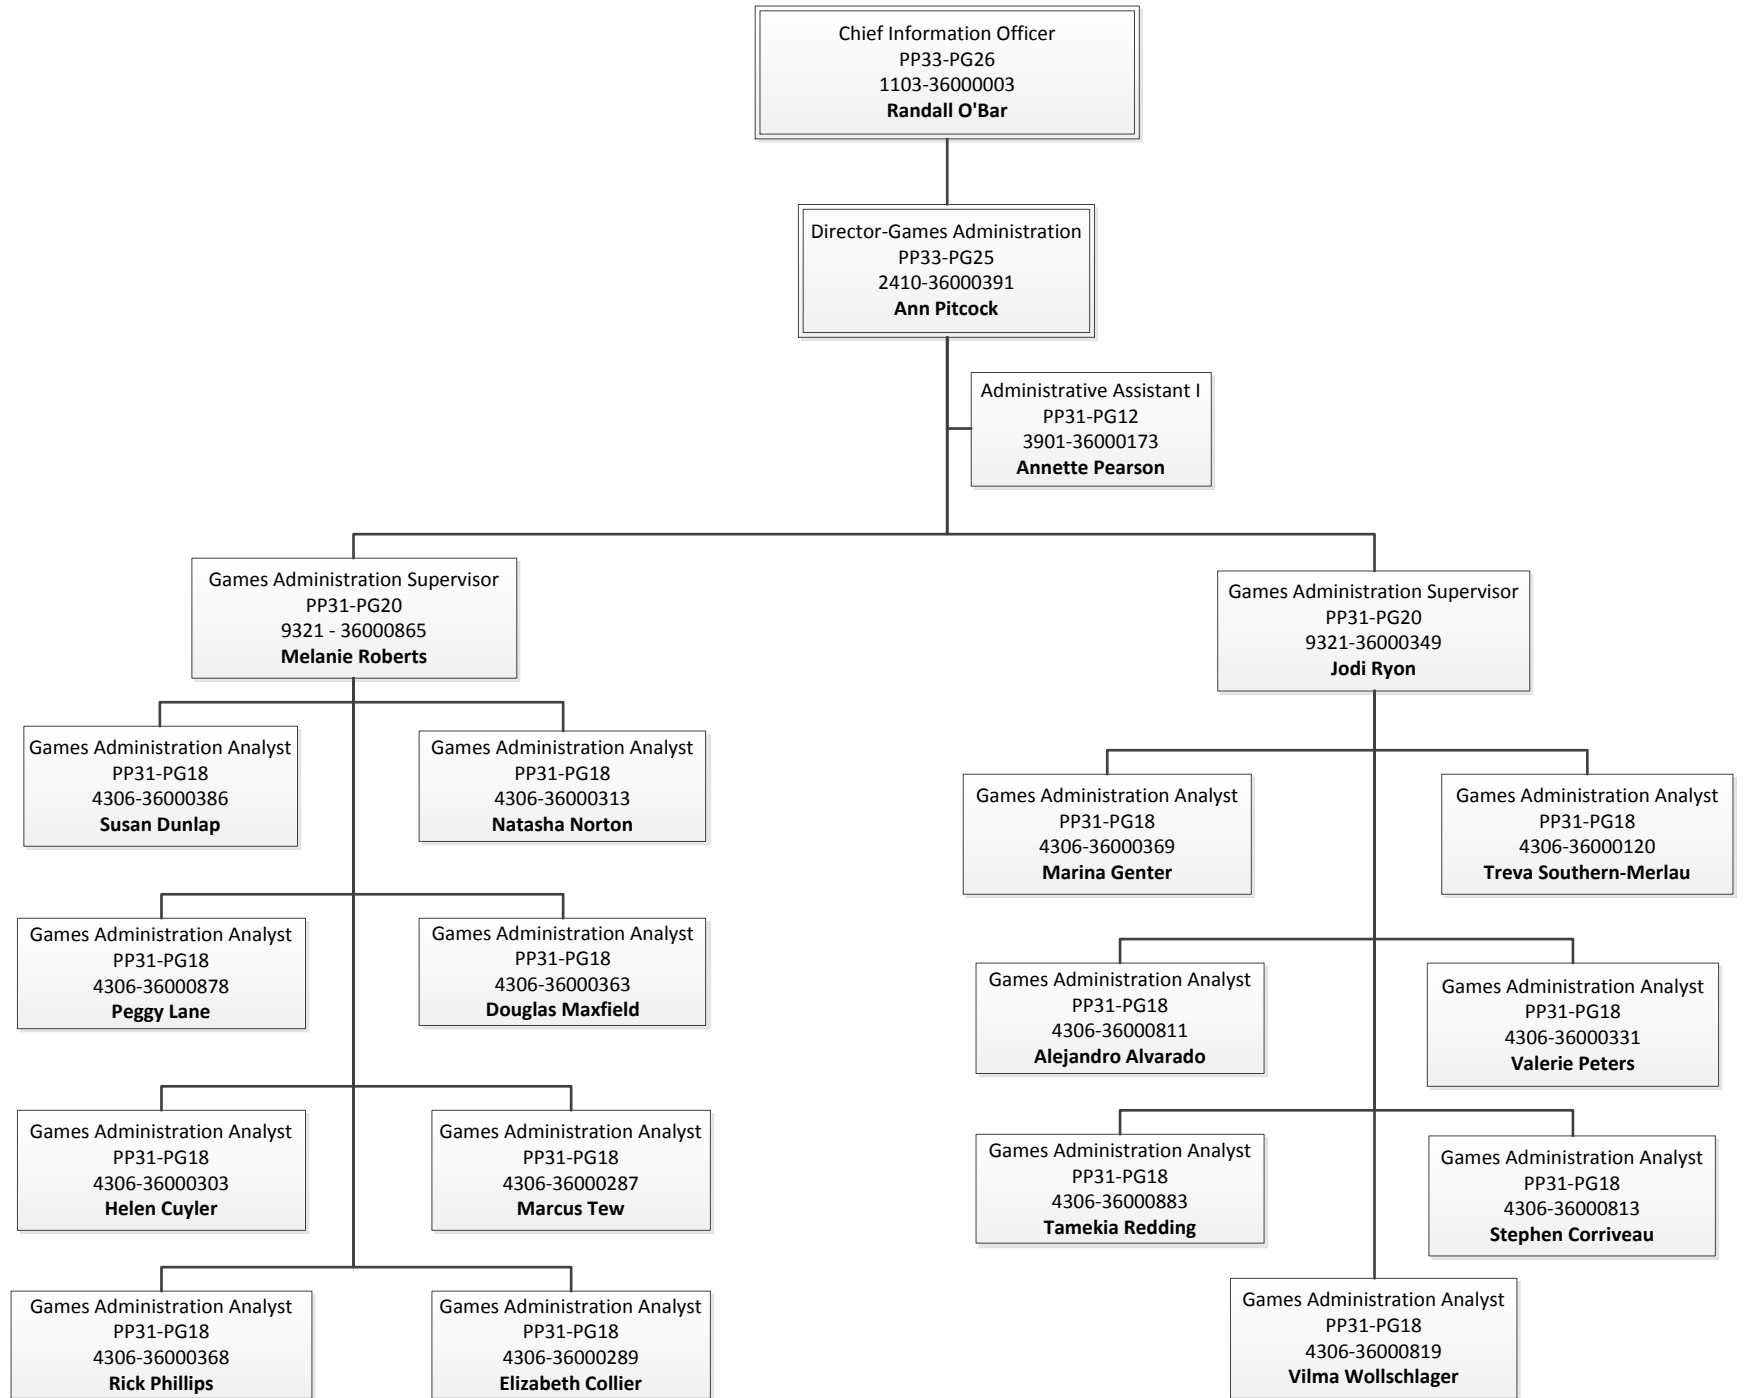 Chief Information Officer
PP33-PG26
1103-36000003
Randall O'Bar
Director-Games Administration
PP33-PG25
2410-36000391
Ann Pitcock
Administrative Assistant I
PP31-PG12
3901-36000173
Annette Pearson
Games Administration Supervisor
PP31-PG20
9321 - 36000865
Melanie Roberts
Games Administration Supervisor
PP31-PG20
9321-36000349
Jodi Ryon
Games Administration Analyst
PP31-PG18
4306-36000386
Susan Dunlap
Games Administration Analyst
PP31-PG18
4306-36000313
Natasha Norton
Games Administration Analyst
PP31-PG18
4306-36000369
Marina Genter
Games Administration Analyst
PP31-PG18
4306-36000120
Treva Southern-Merlau
Games Administration Analyst
PP31-PG18
4306-36000878
Peggy Lane
Games Administration Analyst
PP31-PG18
4306-36000363
Douglas Maxfield
Games Administration Analyst
PP31-PG18
4306-36000811
Alejandro Alvarado
Games Administration Analyst
PP31-PG18
4306-36000331
Valerie Peters
Games Administration Analyst
PP31-PG18
4306-36000303
Helen Cuyler
Games Administration Analyst
PP31-PG18
4306-36000287
Marcus Tew
Games Administration Analyst
PP31-PG18
4306-36000883
Tamekia Redding
Games Administration Analyst
PP31-PG18
4306-36000813
Stephen Corriveau
Games Administration Analyst
PP31-PG18
4306-36000368
Rick Phillips
Games Administration Analyst
PP31-PG18
4306-36000289
Elizabeth Collier
Games Administration Analyst
PP31-PG18
4306-36000819
Vilma Wollschlager